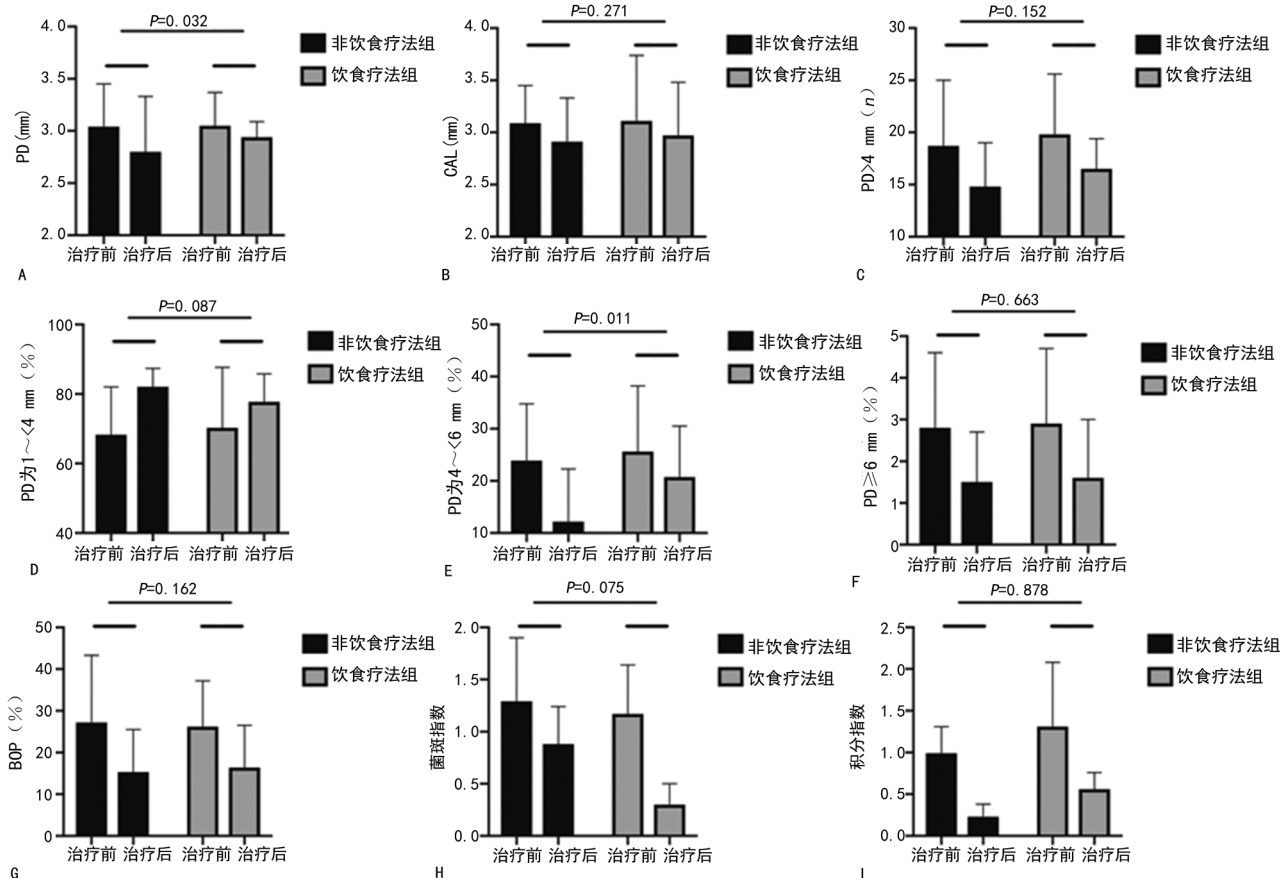 P=0.032
4.0
3.5
3.0
2.5
2.0
PD(mm)
非饮食疗法组
饮食疗法组
治疗前 治疗后 治疗前 治疗后
A
P=0.271
4.0
3.5
3.0
2.5
2.0
CAL(mm)
非饮食疗法组
饮食疗法组
治疗前 治疗后 治疗前 治疗后
B
P=0.152
30
25
20
15
10
PD>4 mm（n）
非饮食疗法组
饮食疗法组
治疗前 治疗后 治疗前 治疗后
C
P=0.087
100
80
60
40
PD为1～<4 mm（%）
非饮食疗法组
饮食疗法组
治疗前 治疗后 治疗前 治疗后
D
P=0.011
50
40
30
20
10
PD为4～<6 mm（%）
非饮食疗法组
饮食疗法组
治疗前 治疗后 治疗前 治疗后
E
P=0.663
5
4
3
2
1
0
PD≥6 mm（%）
非饮食疗法组
饮食疗法组
治疗前 治疗后 治疗前 治疗后
F
P=0.162
50
40
30
20
10
0
BOP（%）
非饮食疗法组
饮食疗法组
治疗前 治疗后 治疗前 治疗后
G
P=0.075
2.0
1.5
1.0
0.5
0.0
菌斑指数
非饮食疗法组
饮食疗法组
治疗前 治疗后 治疗前 治疗后
H
P=0.878
2.5
2.0
1.5
1.0
0.5
0.0
积分指数
非饮食疗法组
饮食疗法组
治疗前 治疗后 治疗前 治疗后
I